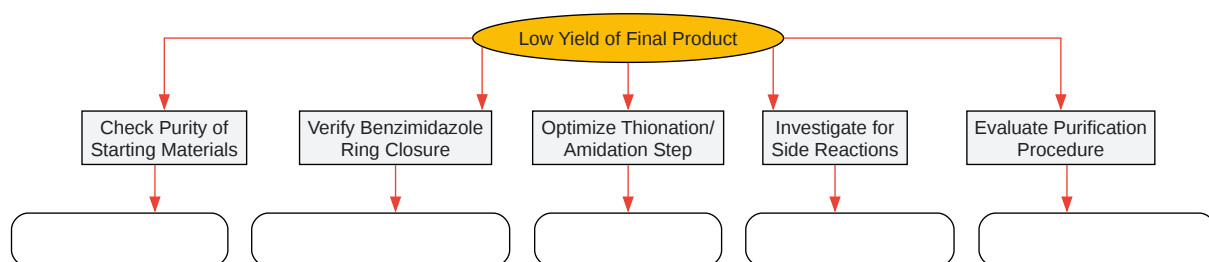 Low Yield of Final Product
Check Purity of
Starting Materials
Verify Benzimidazole
Ring Closure
Optimize Thionation/
Amidation Step
Investigate for
Side Reactions
Evaluate Purification
Procedure